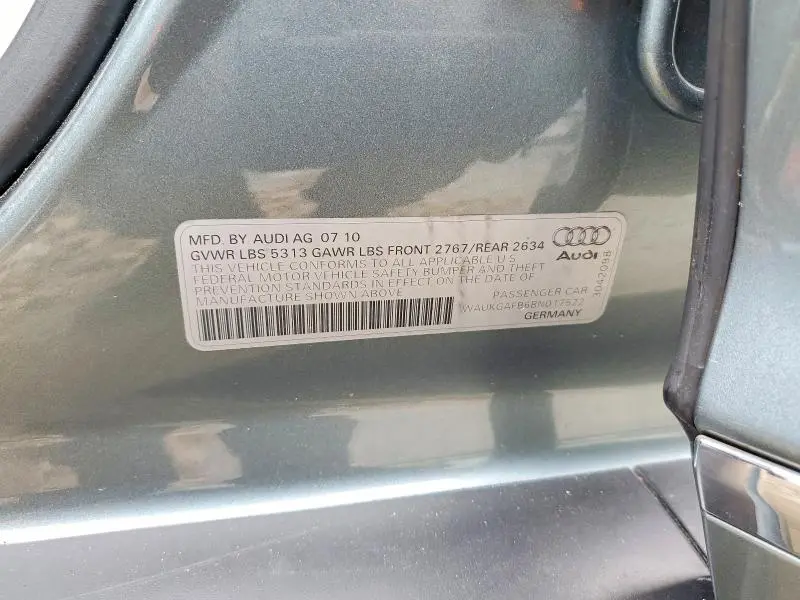 MFD. BY AUDI AG 07 10
GVWR LBS 5313 GAWR LBS FRONT 2767/REAR 2634
THIS VEHICLE CONFORMS TO ALL APPLICABLE U S
FEDERAL MOTOR VEHICLE SAFETY BUMPER AND THEFT
PREVENTION STANDARDS IN EFFECT ON THE DATE OF
MANUFACTURE SHOWN ABOVE
PASSENGER CAR
WAUKGAFB6BN017522
GERMANY
Audi
3042098